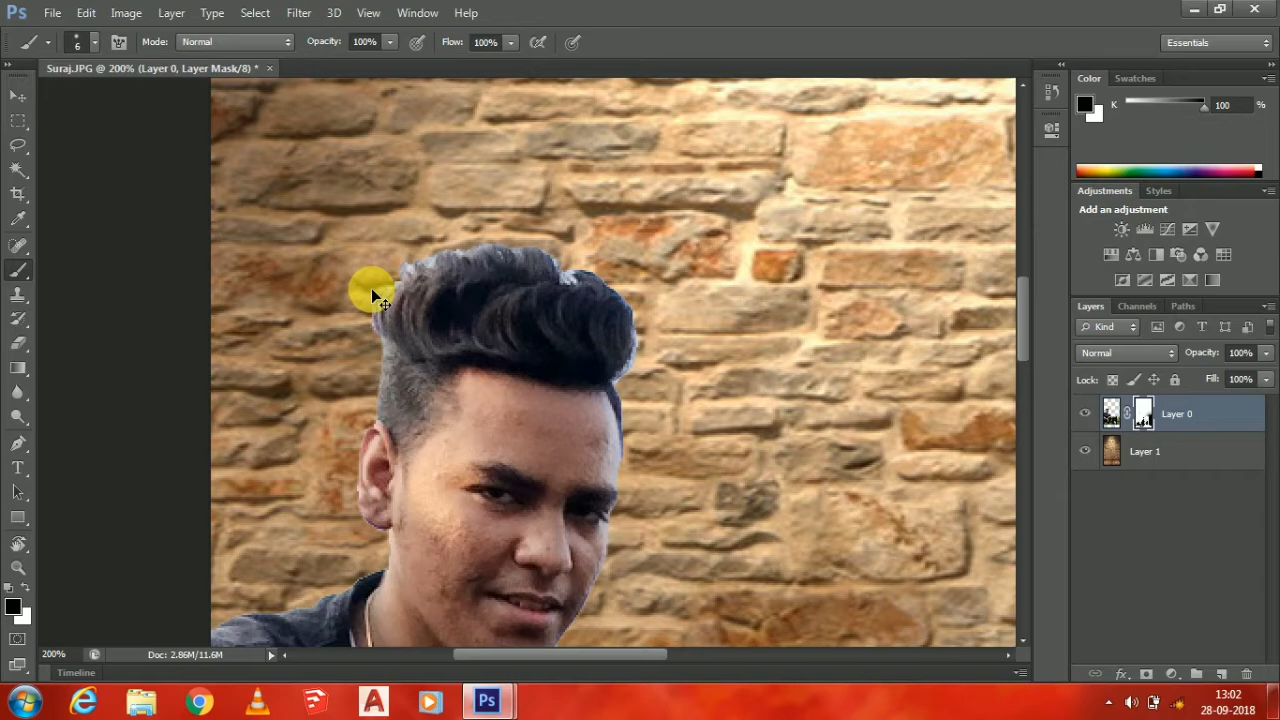 Ps File Edit Image Layer Type Select Filter 3D View Window Help
6 Mode: Normal Opacity: 100% Flow: 100% Essentials
Suraj.JPG @ 200% (Layer 0, Layer Mask/8) * ×
Color Swatches
K 100 %
Adjustments Styles
Add an adjustment
Layers Channels Paths
Kind
Normal Opacity: 100%
Lock: Fill: 100%
Layer 0
Layer 1
200% Doc: 2.86M/11.6M
Timeline
Ps
13:02
28-09-2018